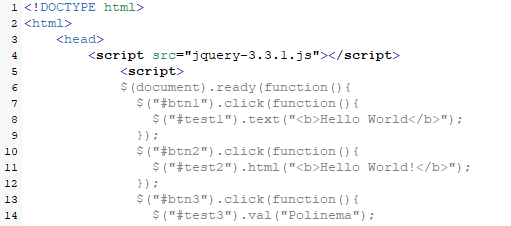 1 <!DOCTYPE html>
2 <html>
3 <head>
4 <script src="jquery-3.3.1.js"></script>
5 <script>
6 $(document).ready(function(){
7 $("#btn1").click(function(){
8 $("#test1").text("<b>Hello World</b>");
9 });
10 $("#btn2").click(function(){
11 $("#test2").html("<b>Hello World!</b>");
12 });
13 $("#btn3").click(function(){
14 $("#test3").val("Polinema");